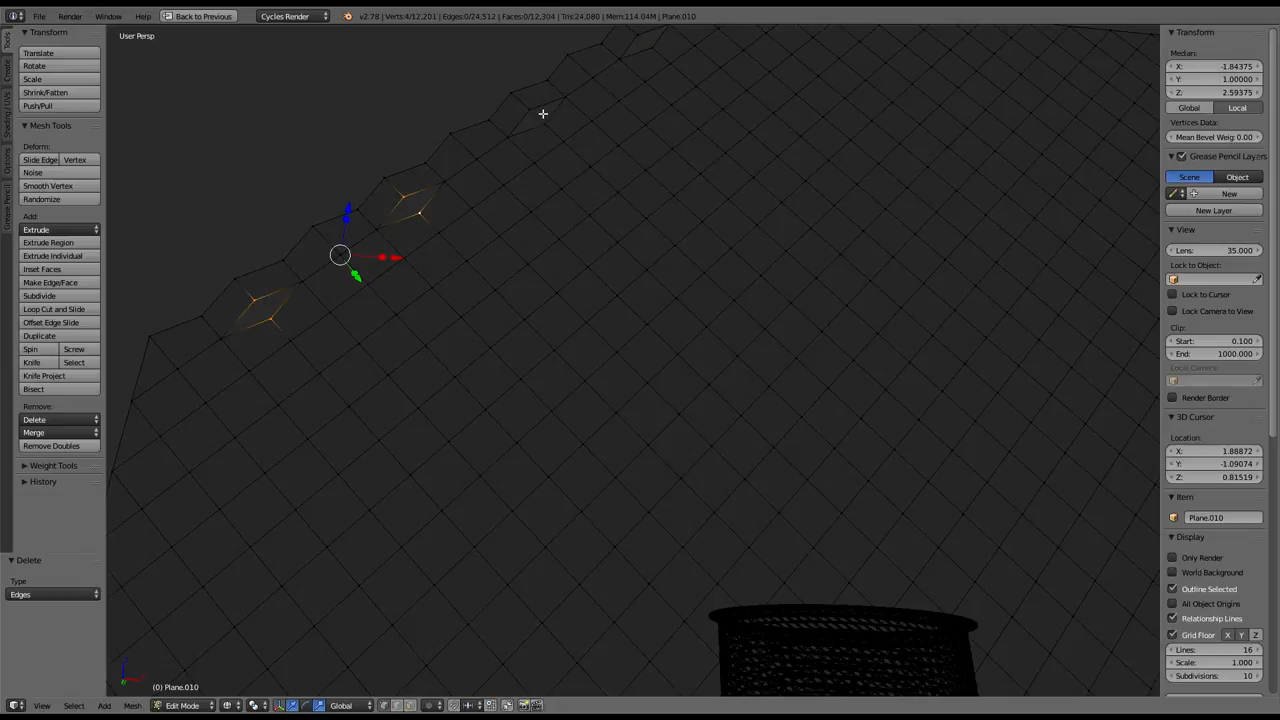 File Render Window Help Back to Previous Cycles Render v2.78 | Verts:4/12,201 | Edges:0/24,512 | Faces:0/12,304 | Tris:24,080 | Mem:114.04M | Plane.010
User Persp
Tools
Create
Shading / UVs
Options
Grease Pencil
Transform
Translate
Rotate
Scale
Shrink/Fatten
Push/Pull
Mesh Tools
Deform:
Slide Edge Vertex
Noise
Smooth Vertex
Randomize
Add:
Extrude
Extrude Region
Extrude Individual
Inset Faces
Make Edge/Face
Subdivide
Loop Cut and Slide
Offset Edge Slide
Duplicate
Spin Screw
Knife Select
Knife Project
Bisect
Remove:
Delete
Merge
Remove Doubles
Weight Tools
History
Delete
Type
Edges
(0) Plane.010
Transform
Median:
X: -1.84375
Y: 1.00000
Z: 2.59375
Global Local
Vertices Data:
Mean Bevel Weig: 0.00
Grease Pencil Layers
Scene Object
New
New Layer
View
Lens: 35.000
Lock to Object:
Lock to Cursor
Lock Camera to View
Clip:
Start: 0.100
End: 1000.000
Local Camera:
Render Border
3D Cursor
Location:
X: 1.88872
Y: -1.09074
Z: 0.81519
Item
Plane.010
Display
Only Render
World Background
Outline Selected
All Object Origins
Relationship Lines
Grid Floor X Y Z
Lines: 16
Scale: 1.000
Subdivisions: 10
View Select Add Mesh Edit Mode Global